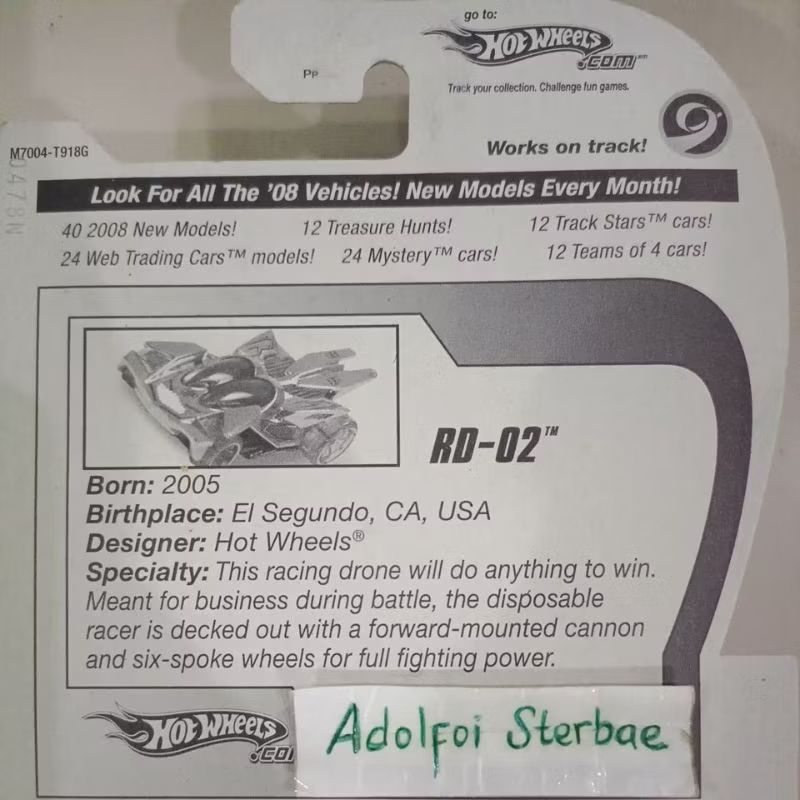 go to:
HOT WHEELS
.COM™
Track your collection. Challenge fun games.
PP
M7004-T918G
Works on track!
9
Look For All The '08 Vehicles! New Models Every Month!
40 2008 New Models! 12 Treasure Hunts! 12 Track Stars™ cars!
24 Web Trading Cars™ models! 24 Mystery™ cars! 12 Teams of 4 cars!
RD-02™
Born: 2005
Birthplace: El Segundo, CA, USA
Designer: Hot Wheels®
Specialty: This racing drone will do anything to win.
Meant for business during battle, the disposable
racer is decked out with a forward-mounted cannon
and six-spoke wheels for full fighting power.
HOT WHEELS
Adolfoi Sterbae